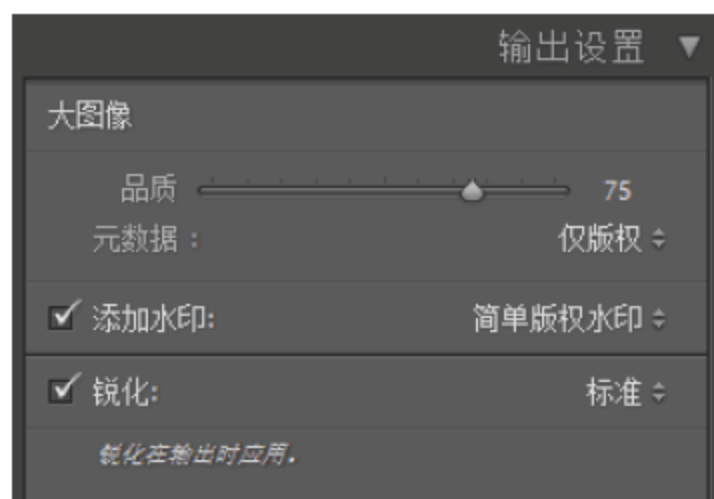 输出设置
大图像
品质 75
元数据： 仅版权
添加水印: 简单版权水印
锐化: 标准
锐化在输出时应用.